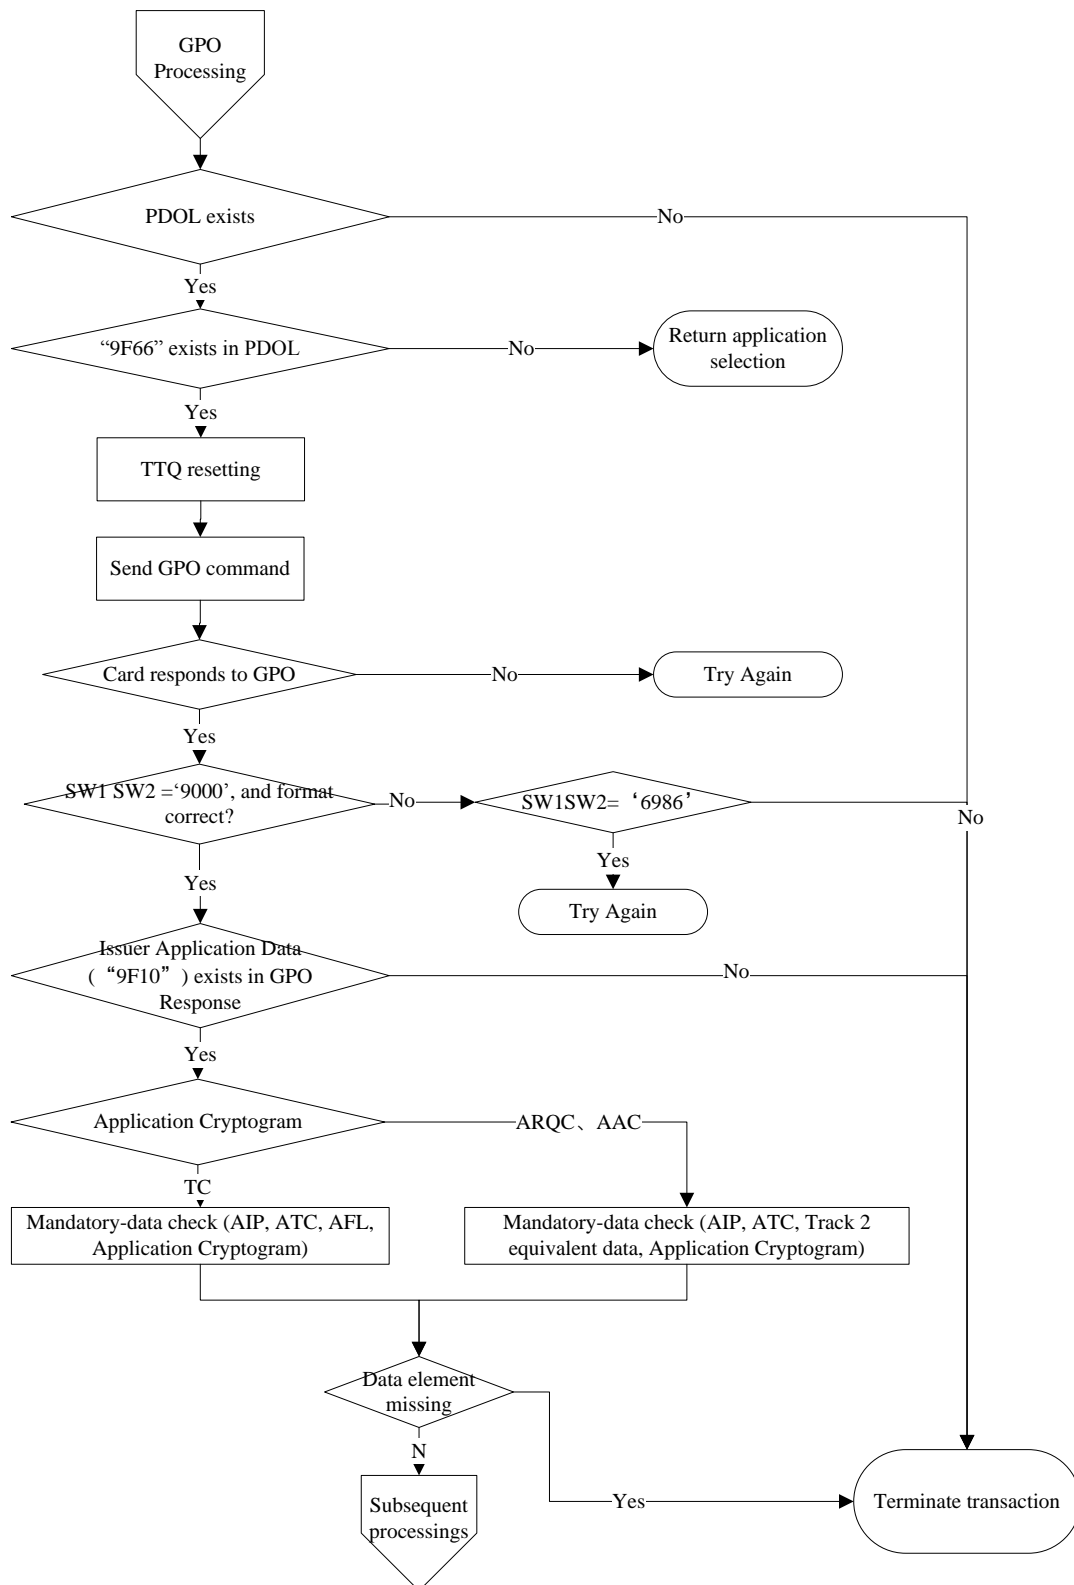 GPO
Processing
PDOL exists
No
Yes
“9F66” exists in PDOL
No
Return application
selection
Yes
TTQ resetting
Send GPO command
Card responds to GPO
No
Try Again
Yes
SW1 SW2 =‘9000’, and format
correct?
No
SW1SW2= ‘6986’
No
Yes
Yes
Try Again
Issuer Application Data
(“9F10”) exists in GPO
Response
No
Yes
Application Cryptogram
ARQC、AAC
TC
Mandatory-data check (AIP, ATC, AFL,
Application Cryptogram)
Mandatory-data check (AIP, ATC, Track 2
equivalent data, Application Cryptogram)
Data element
missing
N
Yes
Terminate transaction
Subsequent
processings